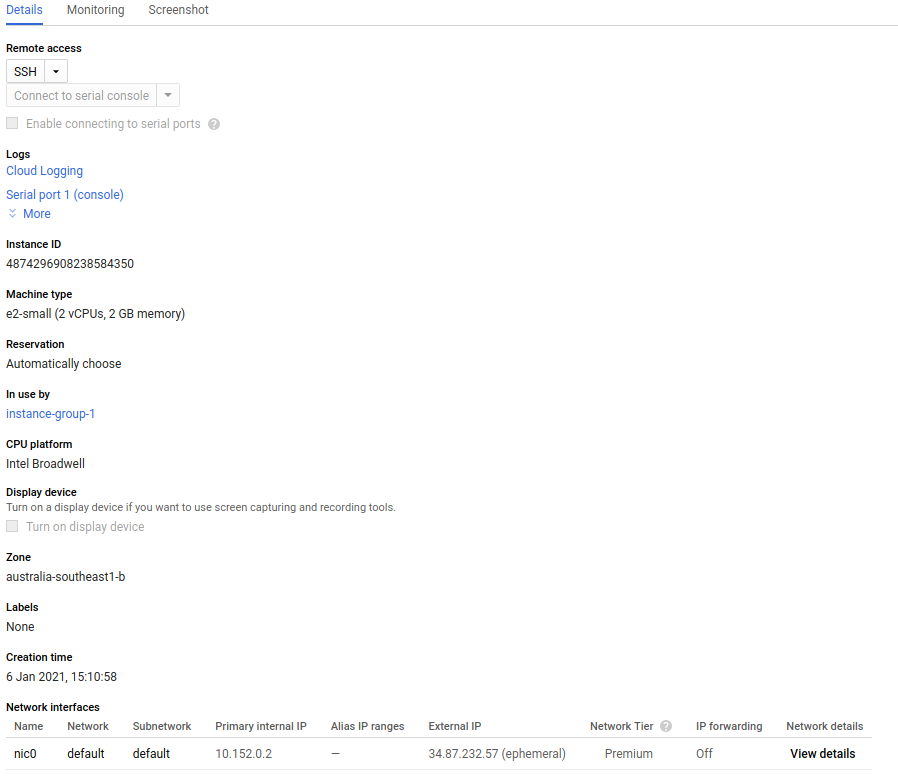 Details Monitoring Screenshot
Remote access
SSH
Connect to serial console
Enable connecting to serial ports ?
Logs
Cloud Logging
Serial port 1 (console)
More
Instance ID
4874296908238584350
Machine type
e2-small (2 vCPUs, 2 GB memory)
Reservation
Automatically choose
In use by
instance-group-1
CPU platform
Intel Broadwell
Display device
Turn on a display device if you want to use screen capturing and recording tools.
Turn on display device
Zone
australia-southeast1-b
Labels
None
Creation time
6 Jan 2021, 15:10:58
Network interfaces
Name Network Subnetwork Primary internal IP Alias IP ranges External IP Network Tier ? IP forwarding Network details
nic0 default default 10.152.0.2 — 34.87.232.57 (ephemeral) Premium Off View details